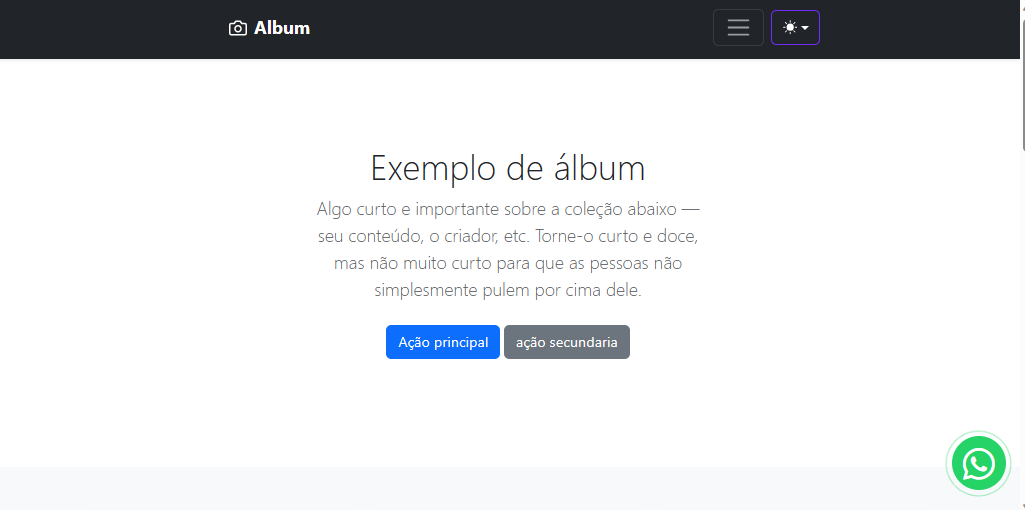 Album
Exemplo de álbum
Algo curto e importante sobre a coleção abaixo —
seu conteúdo, o criador, etc. Torne-o curto e doce,
mas não muito curto para que as pessoas não
simplesmente pulem por cima dele.
Ação principal
ação secundaria